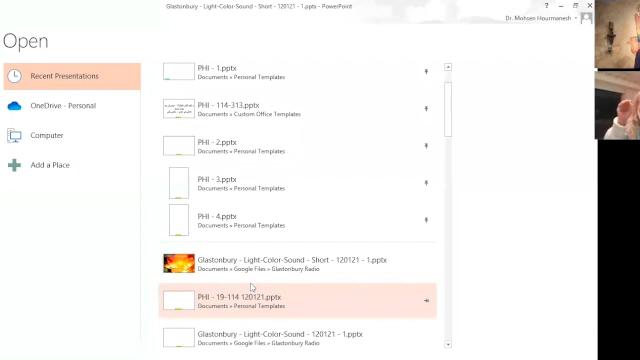 Glastonbury - Light-Color-Sound - Short - 120121 - 1.pptx - PowerPoint
Dr. Mohsen Hourmanesh
Open
Recent Presentations
OneDrive - Personal
Computer
Add a Place
PHI - 1.pptx
Documents » Personal Templates
PHI - 114-313.pptx
Documents » Custom Office Templates
PHI - 2.pptx
Documents » Personal Templates
PHI - 3.pptx
Documents » Personal Templates
PHI - 4.pptx
Documents » Personal Templates
Glastonbury - Light-Color-Sound - Short - 120121 - 1.pptx
Documents » Google Files » Glastonbury Radio
PHI - 19-114 120121.pptx
Documents » Personal Templates
Glastonbury - Light-Color-Sound - 120121 - 1.pptx
Documents » Google Files » Glastonbury Radio